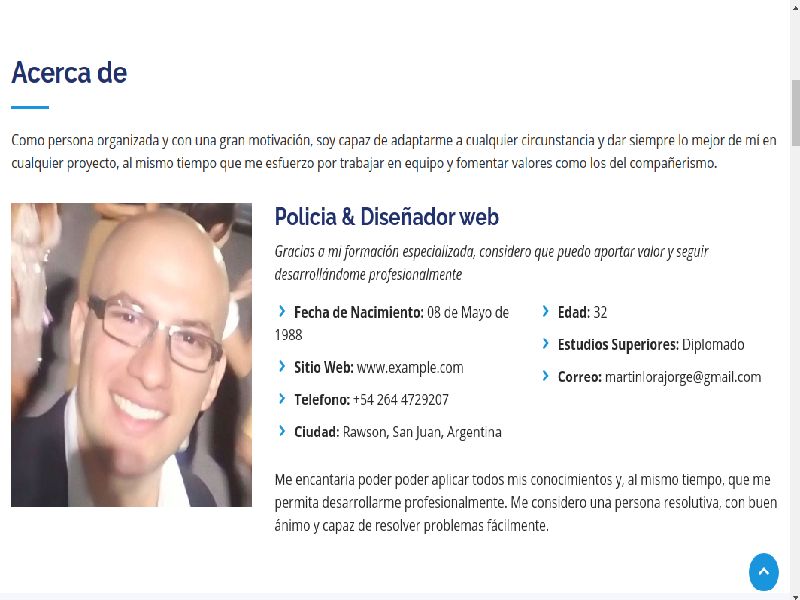 Acerca de
Como persona organizada y con una gran motivación, soy capaz de adaptarme a cualquier circunstancia y dar siempre lo mejor de mí en
cualquier proyecto, al mismo tiempo que me esfuerzo por trabajar en equipo y fomentar valores como los del compañerismo.
Policia & Diseñador web
Gracias a mi formación especializada, considero que puedo aportar valor y seguir
desarrollándome profesionalmente
Fecha de Nacimiento: 08 de Mayo de
1988
Sitio Web: www.example.com
Telefono: +54 264 4729207
Ciudad: Rawson, San Juan, Argentina
Edad: 32
Estudios Superiores: Diplomado
Correo: martinlorajorge@gmail.com
Me encantaria poder poder aplicar todos mis conocimientos y, al mismo tiempo, que me
permita desarrollarme profesionalmente. Me considero una persona resolutiva, con buen
ánimo y capaz de resolver problemas fácilmente.